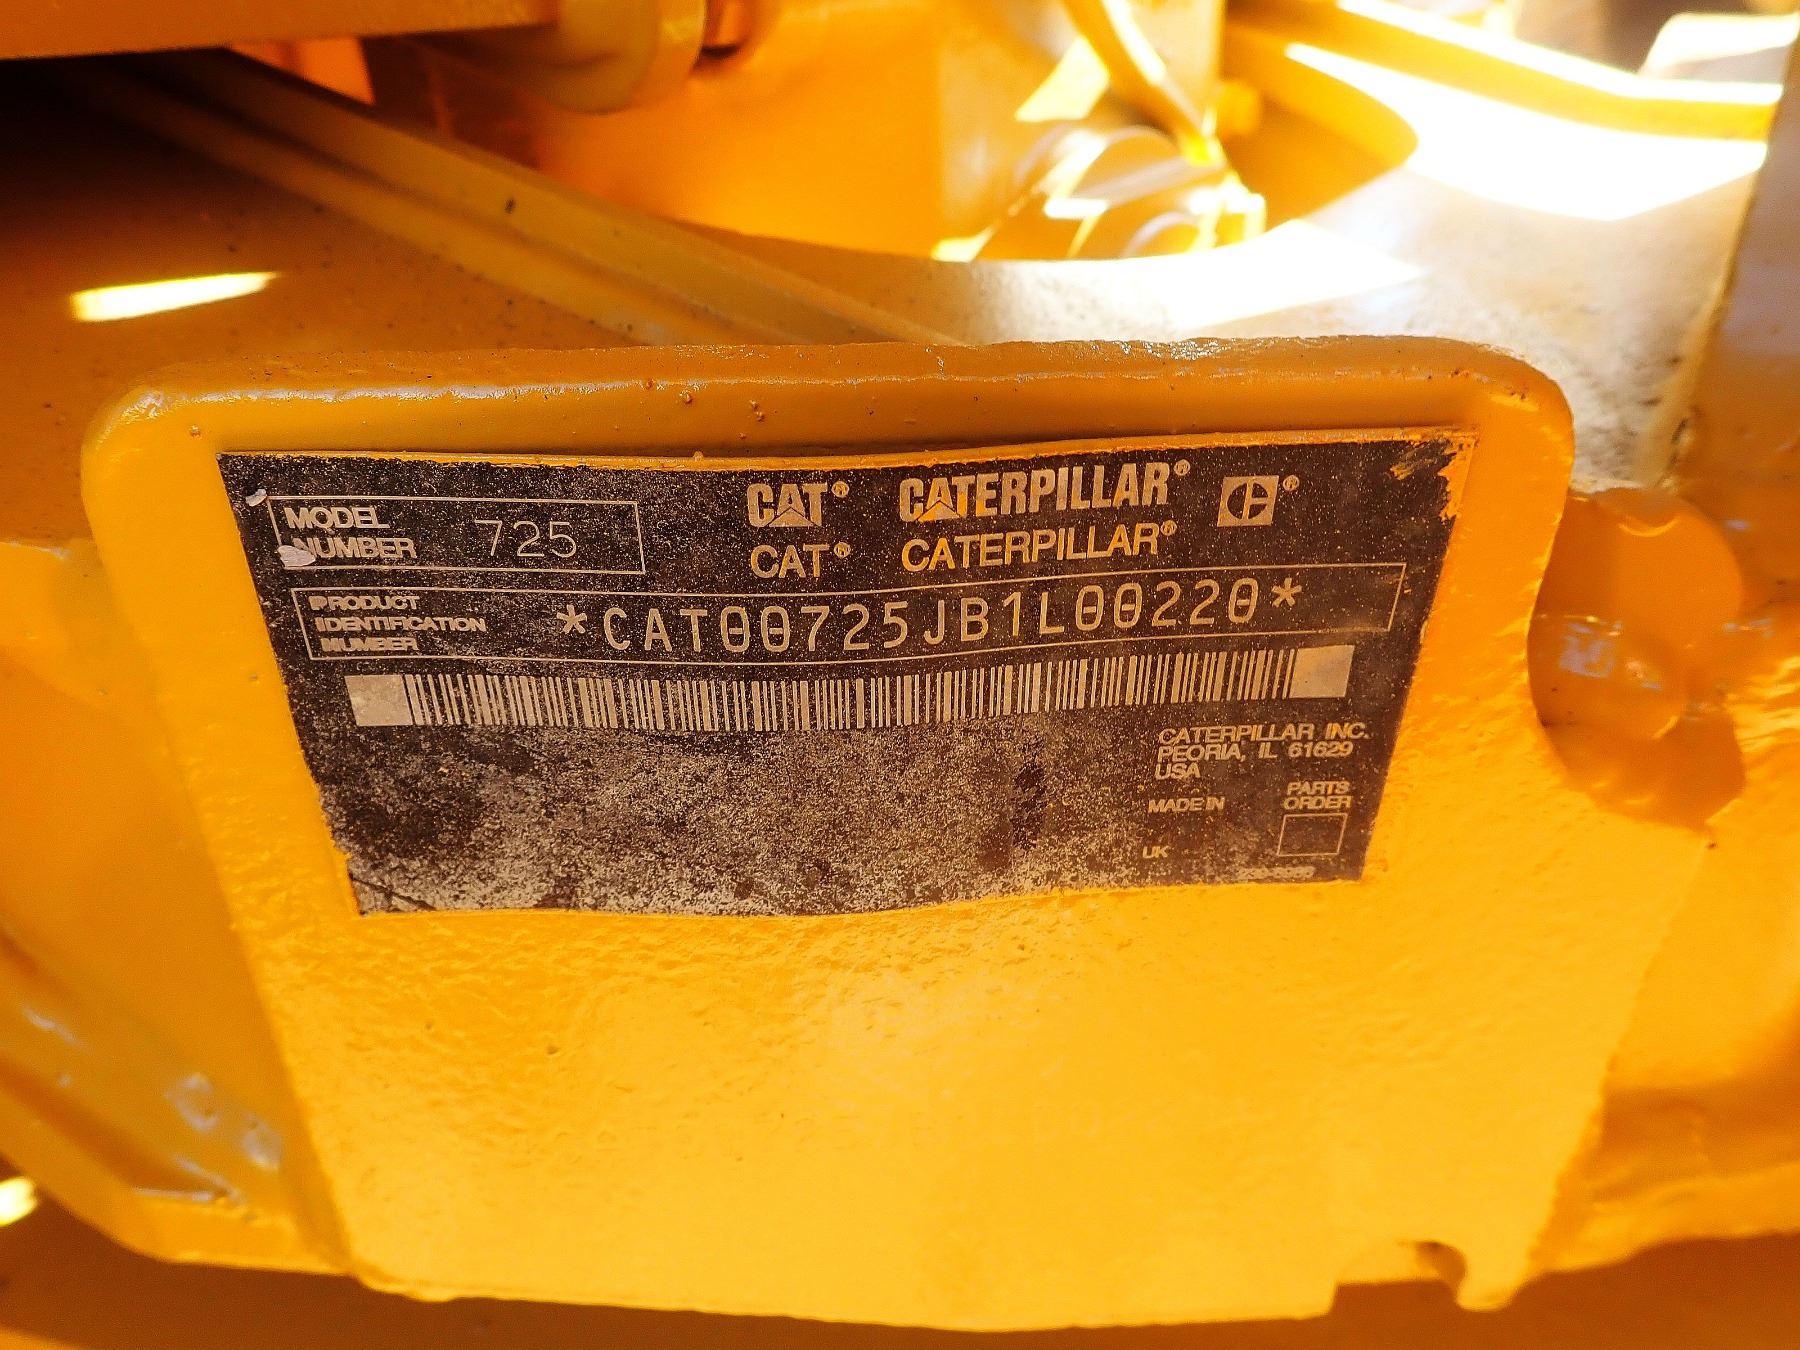 MODEL
NUMBER 725
CAT® CATERPILLAR®
CAT® CATERPILLAR®
PRODUCT
IDENTIFICATION
NUMBER
*CAT00725JB1L00220*
CATERPILLAR INC.
PEORIA, IL 61629
USA
MADE IN
PARTS
ORDER
UK